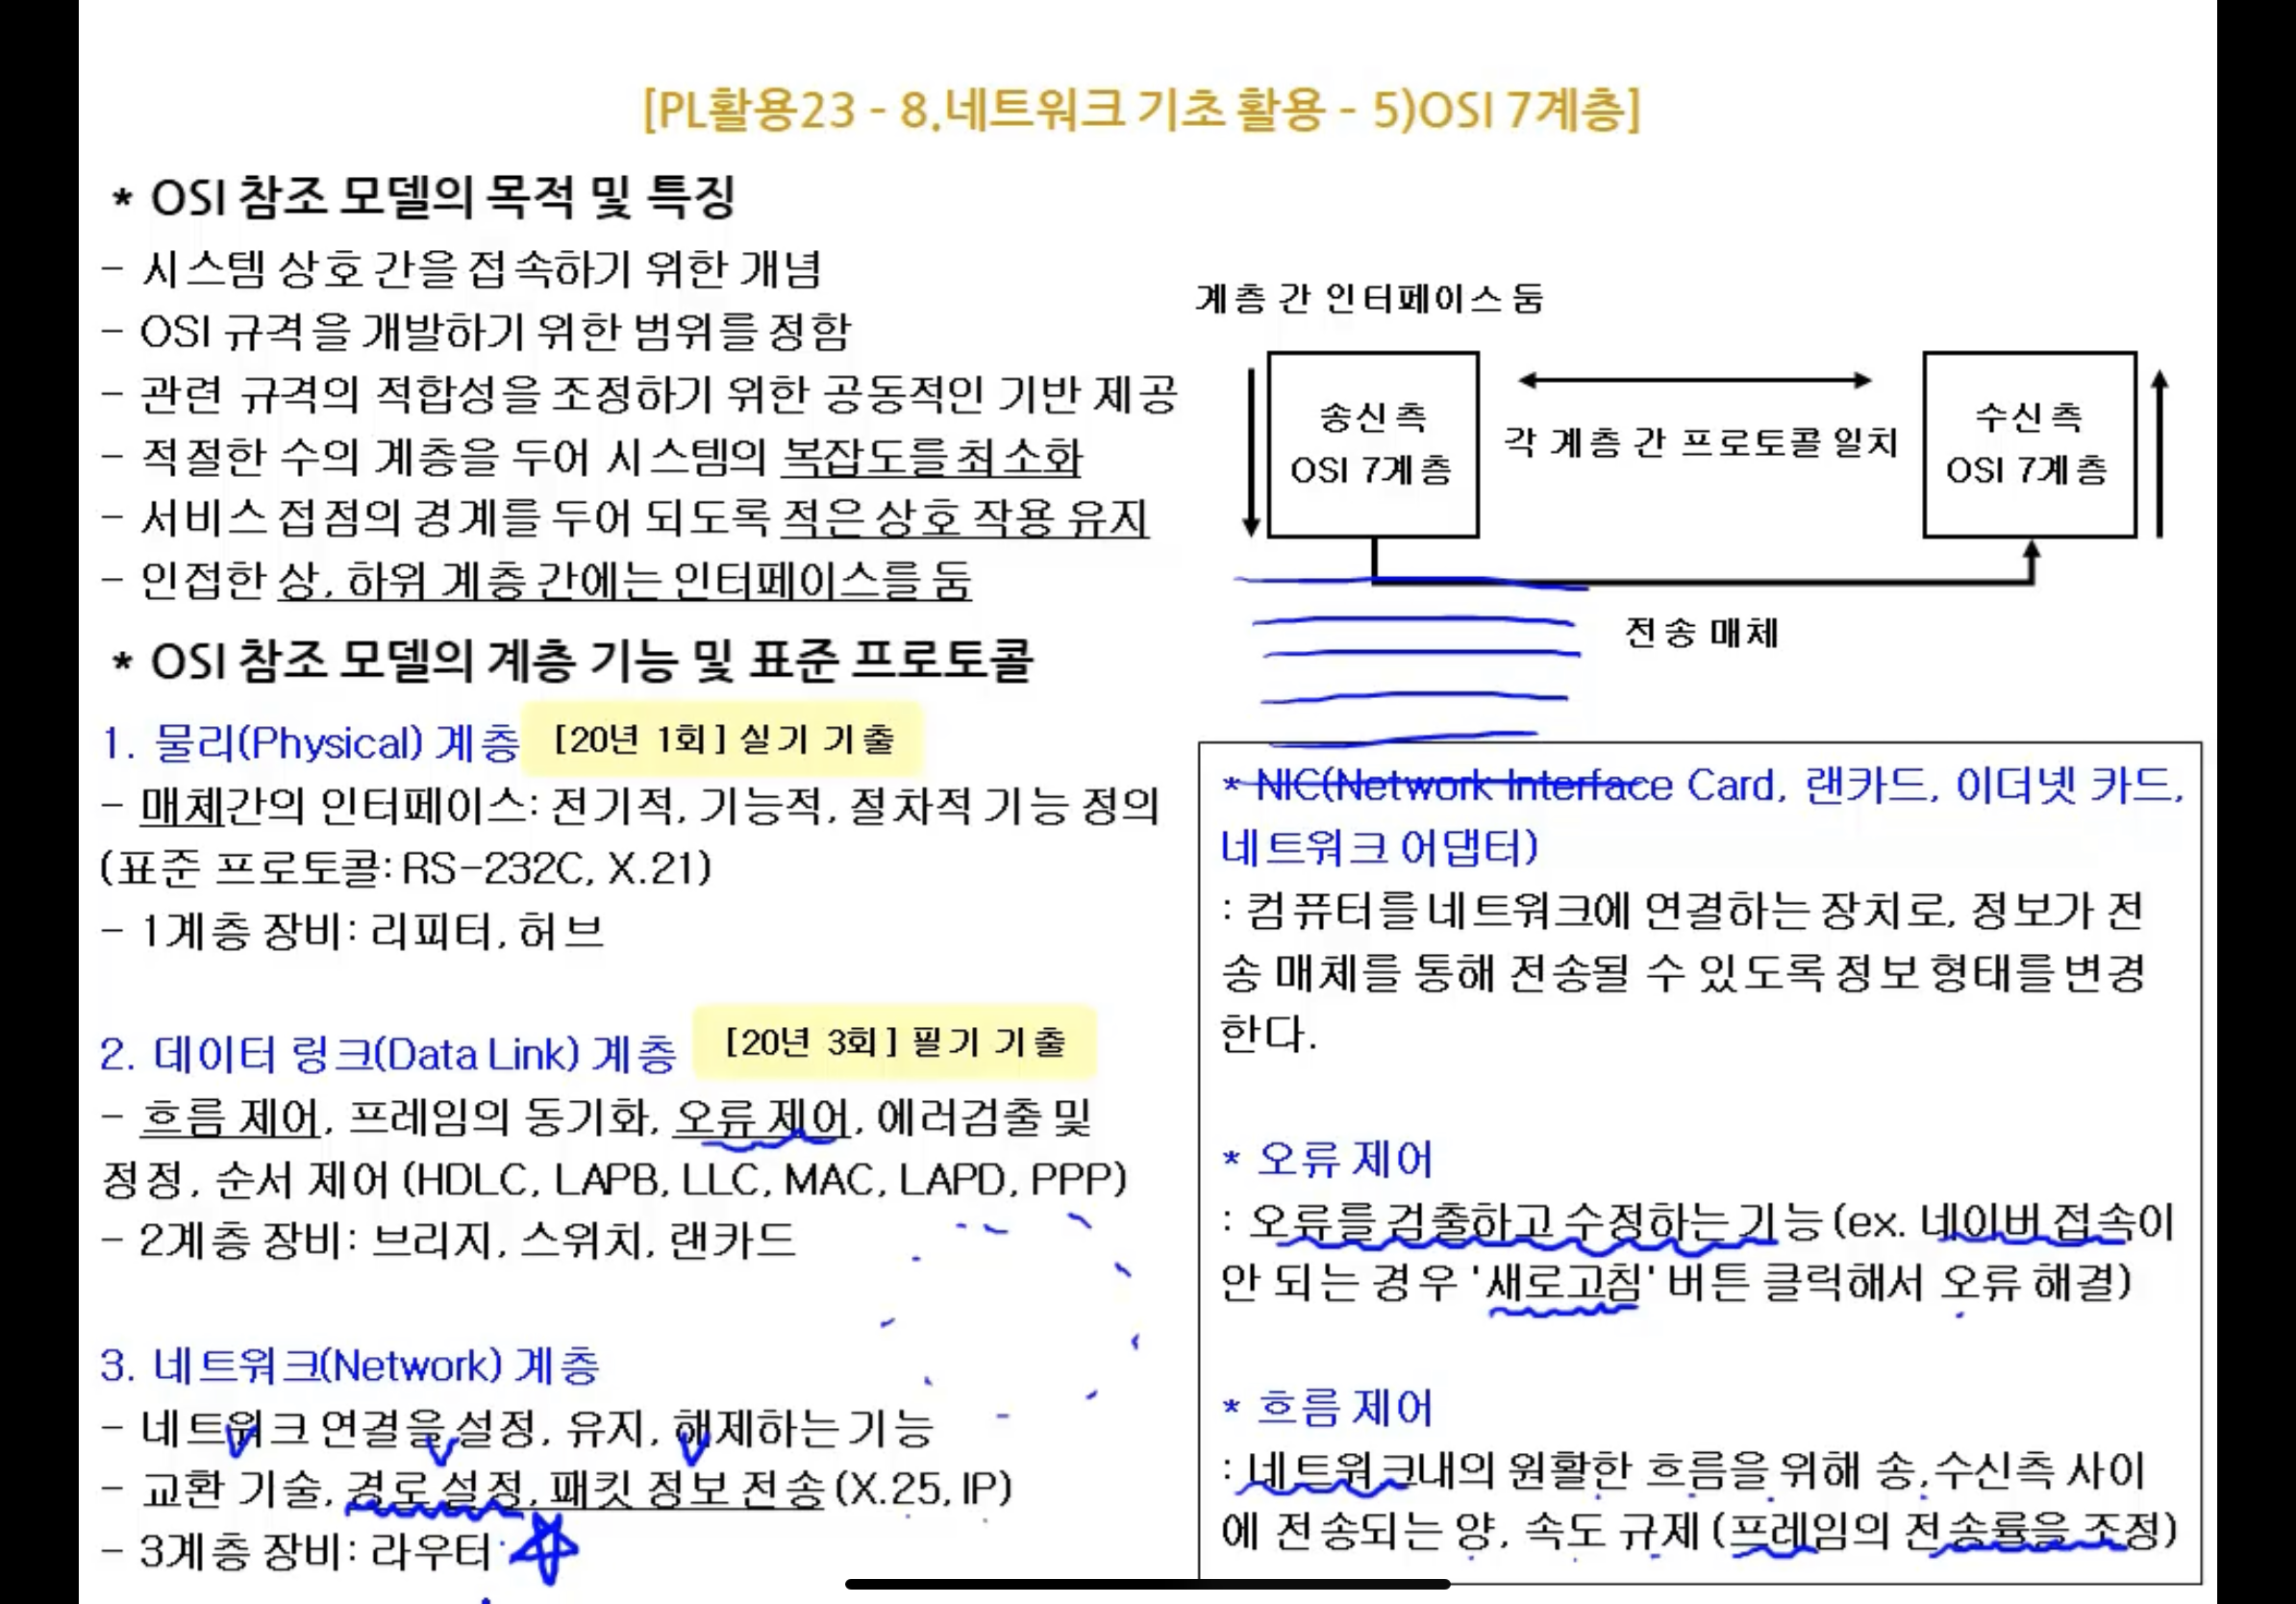 [PL활용23 - 8.네트워크 기초 활용 - 5)OSI 7계층]
* OSI 참조 모델의 목적 및 특징
- 시스템 상호 간을 접속하기 위한 개념
- OSI 규격을 개발하기 위한 범위를 정함
- 관련 규격의 적합성을 조정하기 위한 공동적인 기반 제공
- 적절한 수의 계층을 두어 시스템의 복잡도를 최소화
- 서비스 접점의 경계를 두어 되도록 적은 상호 작용 유지
- 인접한 상, 하위 계층 간에는 인터페이스를 둠
계층 간 인터페이스 둠
송신 측
OSI 7계층
각 계층 간 프로토콜 일치
수신 측
OSI 7계층
전송 매체
* OSI 참조 모델의 계층 기능 및 표준 프로토콜
1. 물리(Physical) 계층 [20년 1회] 실기 기출
- 매체간의 인터페이스: 전기적, 기능적, 절차적 기능 정의
(표준 프로토콜: RS-232C, X.21)
- 1계층 장비: 리피터, 허브
2. 데이터 링크(Data Link) 계층 [20년 3회] 필기 기출
- 흐름 제어, 프레임의 동기화, 오류 제어, 에러검출 및
정정, 순서 제어 (HDLC, LAPB, LLC, MAC, LAPD, PPP)
- 2계층 장비: 브리지, 스위치, 랜카드
3. 네트워크(Network) 계층
- 네트워크 연결을 설정, 유지, 해제하는 기능
- 교환 기술, 경로 설정, 패킷 정보 전송 (X.25, IP)
- 3계층 장비: 라우터
* NIC(Network Interface Card, 랜카드, 이더넷 카드,
네트워크 어댑터)
: 컴퓨터를 네트워크에 연결하는 장치로, 정보가 전
송 매체를 통해 전송될 수 있도록 정보 형태를 변경
한다.
* 오류 제어
: 오류를 검출하고 수정하는 기능 (ex. 네이버 접속이
안 되는 경우 '새로고침' 버튼 클릭해서 오류 해결)
* 흐름 제어
: 네트워크내의 원활한 흐름을 위해 송,수신측 사이
에 전송되는 양, 속도 규제 (프레임의 전송률을 조정)